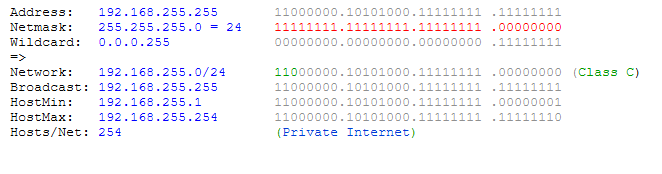 Address:   192.168.255.255       11000000.10101000.11111111 .11111111
Netmask:   255.255.255.0 = 24    11111111.11111111.11111111 .00000000
Wildcard:  0.0.0.255             00000000.00000000.00000000 .11111111
=>
Network:   192.168.255.0/24      11000000.10101000.11111111 .00000000 (Class C)
Broadcast: 192.168.255.255       11000000.10101000.11111111 .11111111
HostMin:   192.168.255.1         11000000.10101000.11111111 .00000001
HostMax:   192.168.255.254       11000000.10101000.11111111 .11111110
Hosts/Net: 254                   (Private Internet)